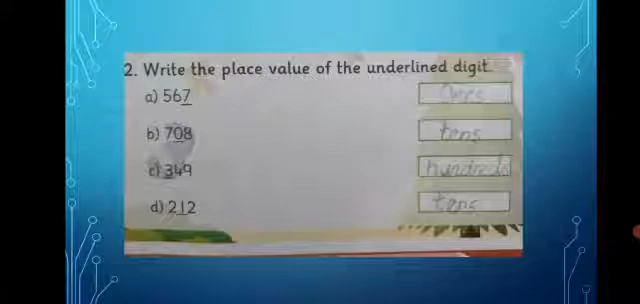 2. Write the place value of the underlined digit
a) 567 ones
b) 708 tens
c) 349 hundreds
d) 212 tens